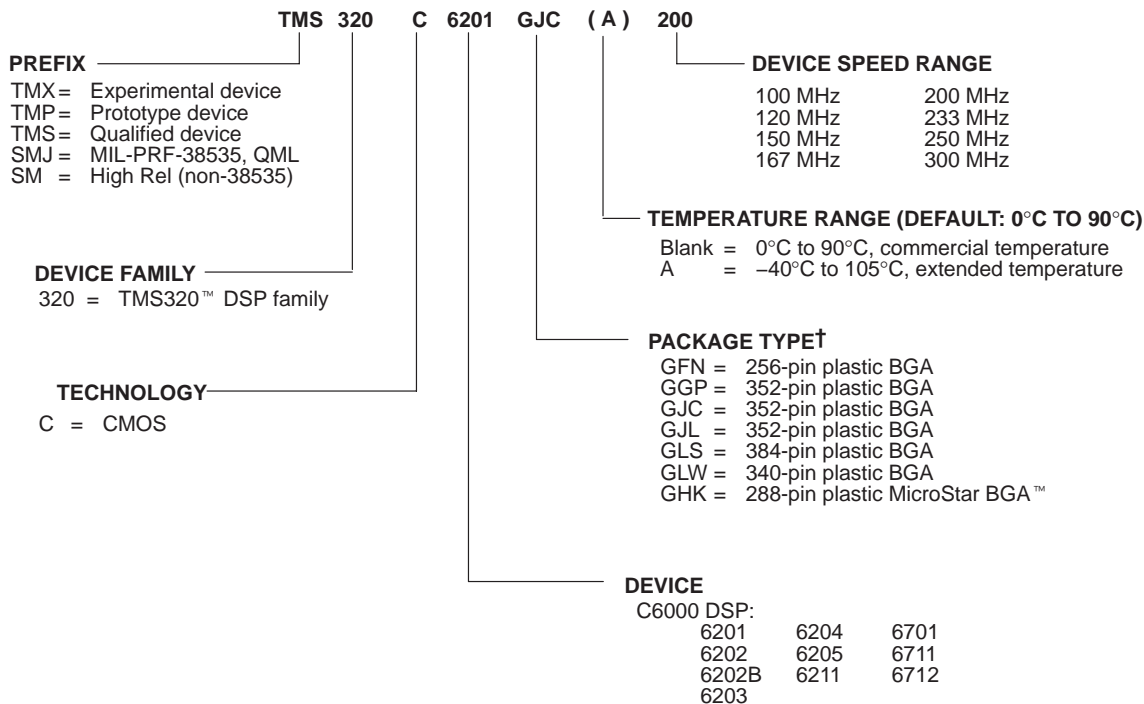 TMS 320 C 6201 GJC ( A ) 200
PREFIX
TMX = Experimental device
TMP = Prototype device
TMS = Qualified device
SMJ = MIL-PRF-38535, QML
SM = High Rel (non-38535)
DEVICE SPEED RANGE
100 MHz 200 MHz
120 MHz 233 MHz
150 MHz 250 MHz
167 MHz 300 MHz
TEMPERATURE RANGE (DEFAULT: 0°C TO 90°C)
Blank = 0°C to 90°C, commercial temperature
A = −40°C to 105°C, extended temperature
DEVICE FAMILY
320 = TMS320™ DSP family
PACKAGE TYPE†
GFN = 256-pin plastic BGA
GGP = 352-pin plastic BGA
GJC = 352-pin plastic BGA
GJL = 352-pin plastic BGA
GLS = 384-pin plastic BGA
GLW = 340-pin plastic BGA
GHK = 288-pin plastic MicroStar BGA™
TECHNOLOGY
C = CMOS
DEVICE
C6000 DSP:
6201 6204 6701
6202 6205 6711
6202B 6211 6712
6203